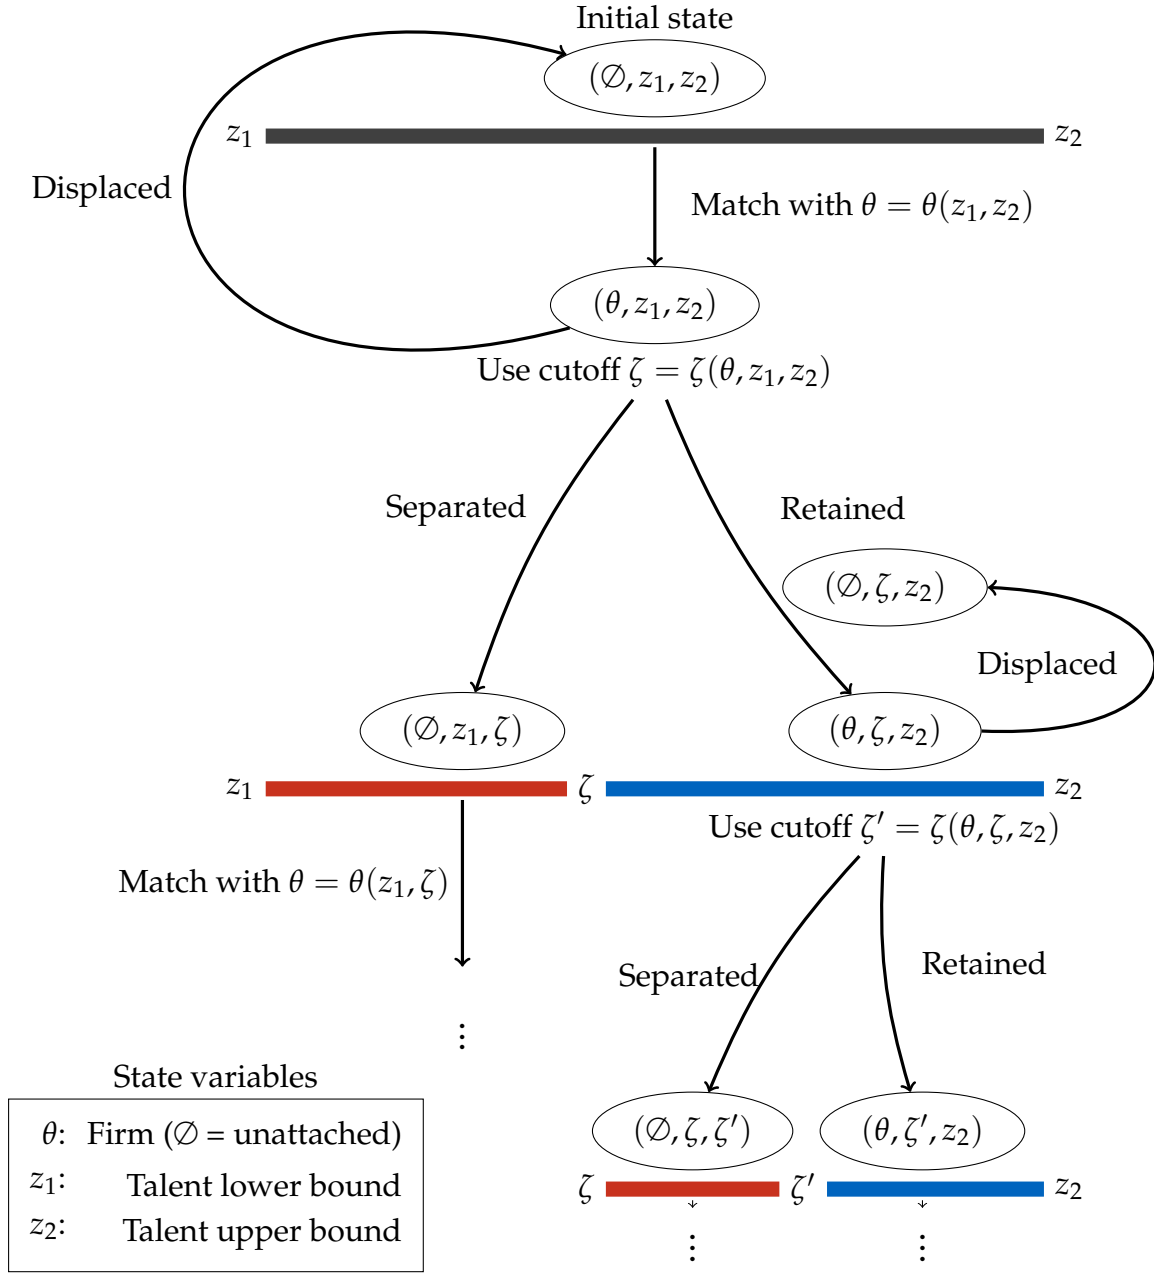 Initial state
(∅, z₁, z₂)
z₁ z₂
Displaced
Match with θ = θ(z₁, z₂)
(θ, z₁, z₂)
Use cutoff ζ = ζ(θ, z₁, z₂)
Separated
Retained
(∅, ζ, z₂)
Displaced
(∅, z₁, ζ)
(θ, ζ, z₂)
z₁ ζ z₂
Use cutoff ζ′ = ζ(θ, ζ, z₂)
Match with θ = θ(z₁, ζ)
Separated
Retained
⋮
(∅, ζ, ζ′)
(θ, ζ′, z₂)
ζ ζ′ z₂
⋮ ⋮
State variables
θ: Firm (∅ = unattached)
z₁: Talent lower bound
z₂: Talent upper bound